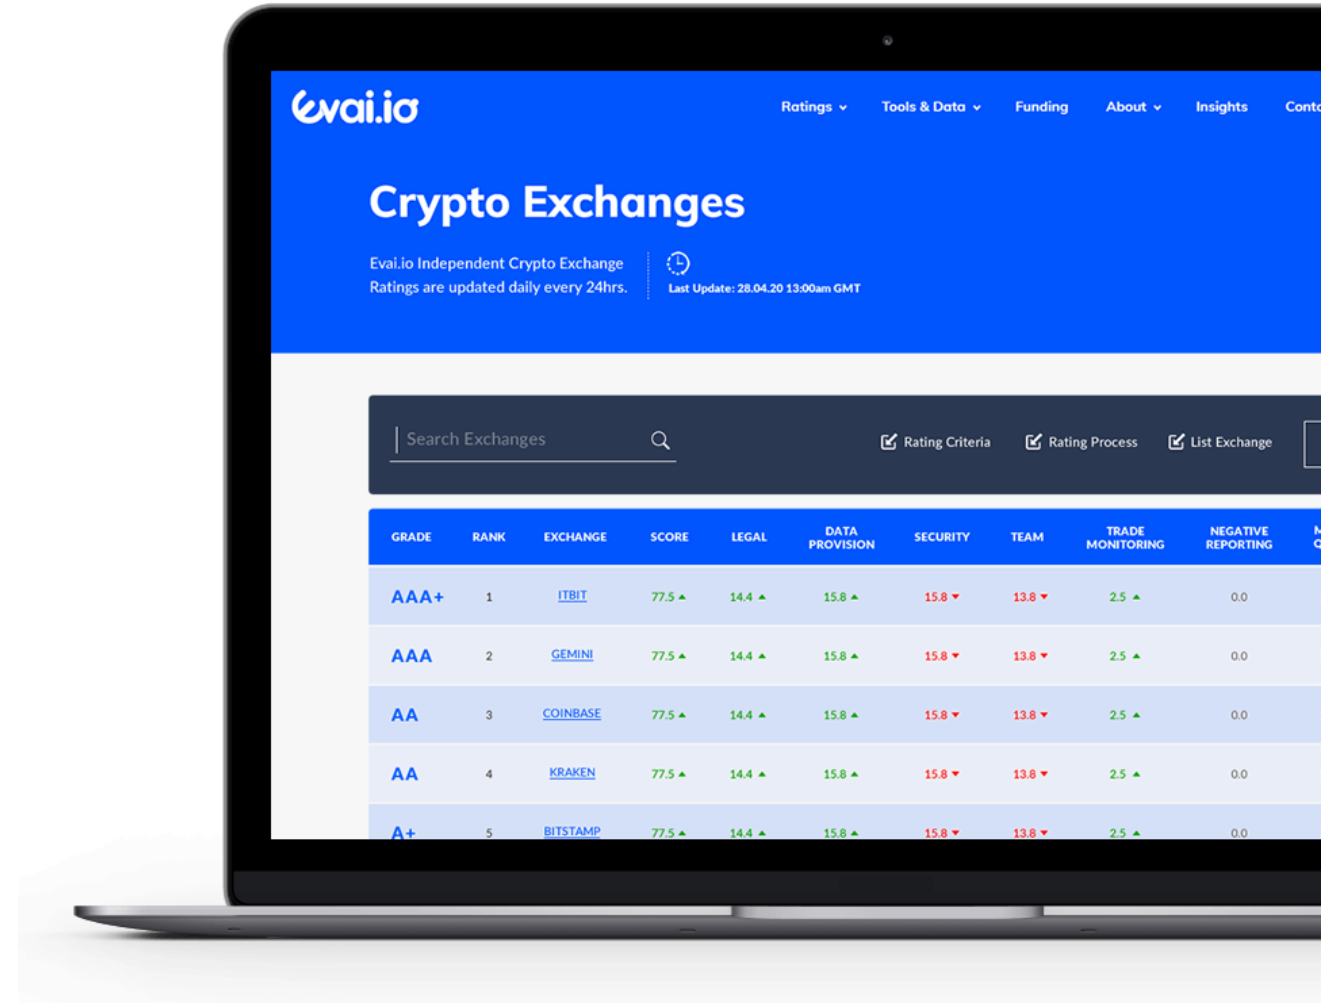 Evai.io
Ratings Tools & Data Funding About Insights
Crypto Exchanges
Evai.io Independent Crypto Exchange
Ratings are updated daily every 24hrs.
Last Update: 28.04.20 13:00am GMT
Search Exchanges
Rating Criteria Rating Process List Exchange
GRADE RANK EXCHANGE SCORE LEGAL DATA PROVISION SECURITY TEAM TRADE MONITORING NEGATIVE REPORTING
AAA+ 1 ITBIT 77.5 14.4 15.8 15.8 13.8 2.5 0.0
AAA 2 GEMINI 77.5 14.4 15.8 15.8 13.8 2.5 0.0
AA 3 COINBASE 77.5 14.4 15.8 15.8 13.8 2.5 0.0
AA 4 KRAKEN 77.5 14.4 15.8 15.8 13.8 2.5 0.0
A+ 5 BITSTAMP 77.5 14.4 15.8 15.8 13.8 2.5 0.0